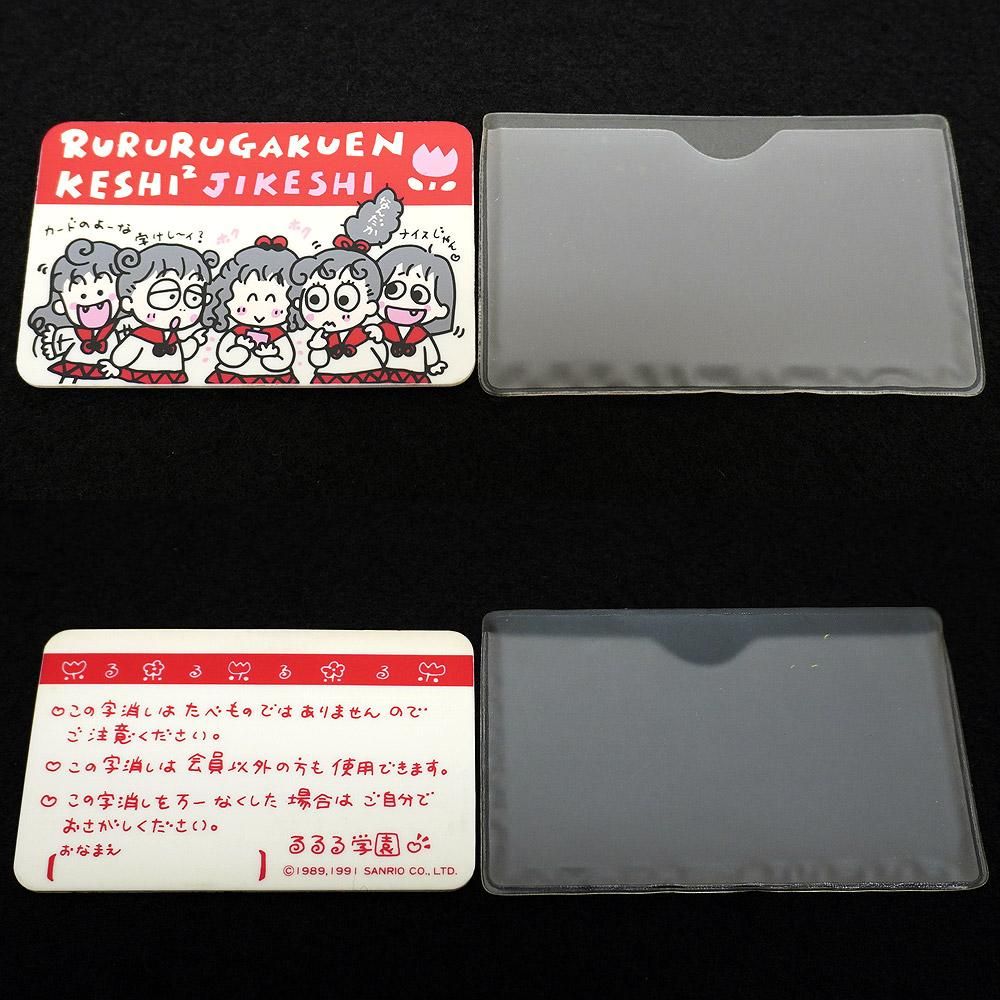 RURURUGAKUEN
KESHI² JIKESHI
カードのよーな 字けし〜ィ?
ホク
ホク
なんだか
ナイスじゃん♡
る る る る
♡この字消しは たべものではありませんので
ご注意ください。
♡この字消しは 会員以外の方も 使用できます。
♡この字消しを万一なくした 場合は ご自分で
おさがしください。
おなまえ
るるる学園
©1989,1991 SANRIO CO., LTD.